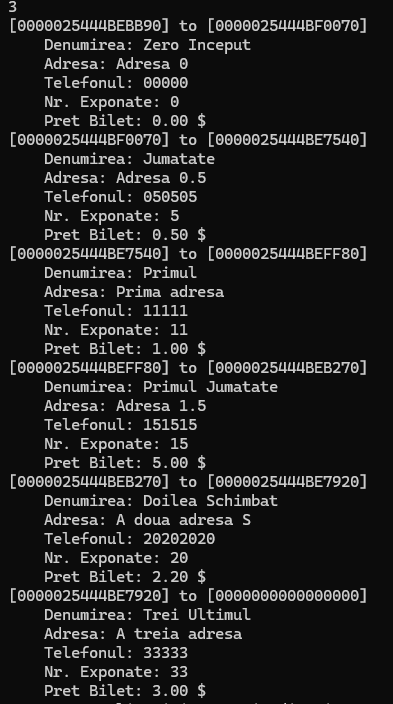 3
[0000025444BEBB90] to [0000025444BF0070]
Denumirea: Zero Inceput
Adresa: Adresa 0
Telefonul: 00000
Nr. Exponate: 0
Pret Bilet: 0.00 $
[0000025444BF0070] to [0000025444BE7540]
Denumirea: Jumatate
Adresa: Adresa 0.5
Telefonul: 050505
Nr. Exponate: 5
Pret Bilet: 0.50 $
[0000025444BE7540] to [0000025444BEFF80]
Denumirea: Primul
Adresa: Prima adresa
Telefonul: 11111
Nr. Exponate: 11
Pret Bilet: 1.00 $
[0000025444BEFF80] to [0000025444BEB270]
Denumirea: Primul Jumatate
Adresa: Adresa 1.5
Telefonul: 151515
Nr. Exponate: 15
Pret Bilet: 5.00 $
[0000025444BEB270] to [0000025444BE7920]
Denumirea: Doilea Schimbat
Adresa: A doua adresa S
Telefonul: 20202020
Nr. Exponate: 20
Pret Bilet: 2.20 $
[0000025444BE7920] to [0000000000000000]
Denumirea: Trei Ultimul
Adresa: A treia adresa
Telefonul: 33333
Nr. Exponate: 33
Pret Bilet: 3.00 $